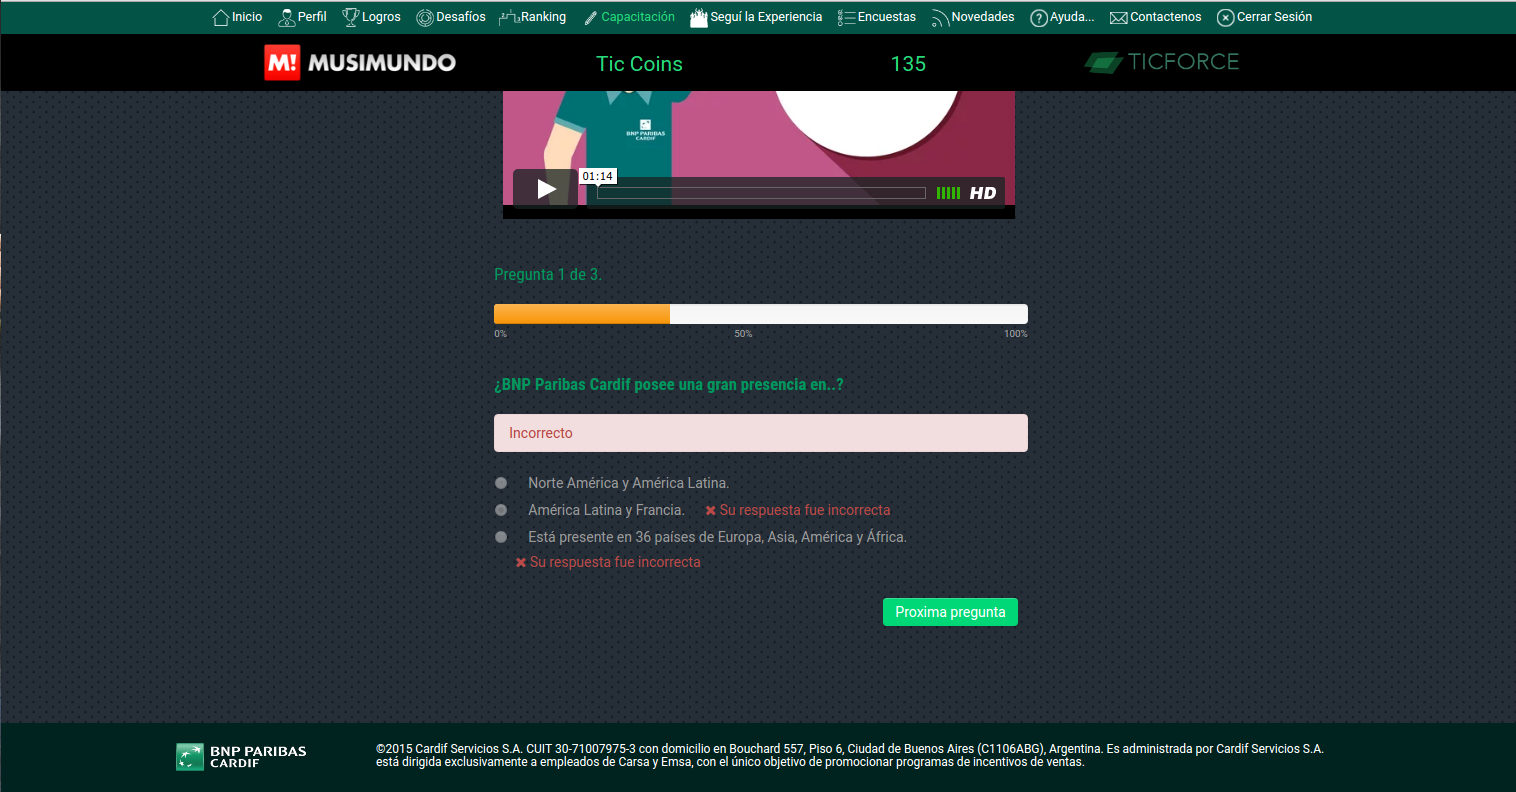 Inicio Perfil Logros Desafíos Ranking Capacitación Seguí la Experiencia Encuestas Novedades Ayuda... Contactenos Cerrar Sesión
M! MUSIMUNDO Tic Coins 135 TICFORCE
BNP PARIBAS
CARDIF
01:14
HD
Pregunta 1 de 3.
0% 50% 100%
¿BNP Paribas Cardif posee una gran presencia en..?
Incorrecto
Norte América y América Latina.
América Latina y Francia. Su respuesta fue incorrecta
Está presente en 36 países de Europa, Asia, América y África.
Su respuesta fue incorrecta
Proxima pregunta
BNP PARIBAS
CARDIF
©2015 Cardif Servicios S.A. CUIT 30-71007975-3 con domicilio en Bouchard 557, Piso 6, Ciudad de Buenos Aires (C1106ABG), Argentina. Es administrada por Cardif Servicios S.A.
está dirigida exclusivamente a empleados de Carsa y Emsa, con el único objetivo de promocionar programas de incentivos de ventas.